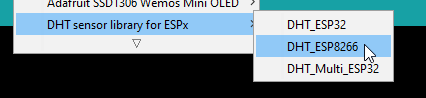 Adafruit SSD1306 Wemos Mini OLED
DHT sensor library for ESPx
DHT_ESP32
DHT_ESP8266
DHT_Multi_ESP32